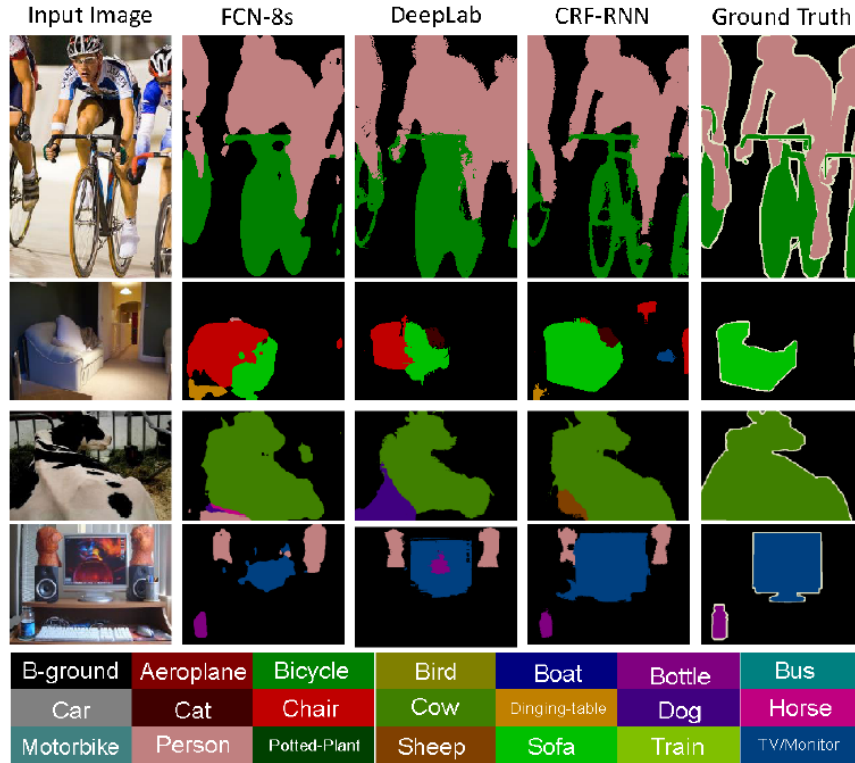 Input Image FCN-8s DeepLab CRF-RNN Ground Truth
B-ground Aeroplane Bicycle Bird Boat Bottle Bus
Car Cat Chair Cow Dinging-table Dog Horse
Motorbike Person Potted-Plant Sheep Sofa Train TV/Monitor